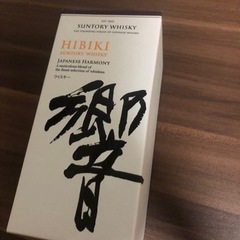 SUNTORY WHISKY
HIBIKI
SUNTORY WHISKY
JAPANESE HARMONY
A meticulous blend of
the finest selection of whiskies
ウイスキー
響